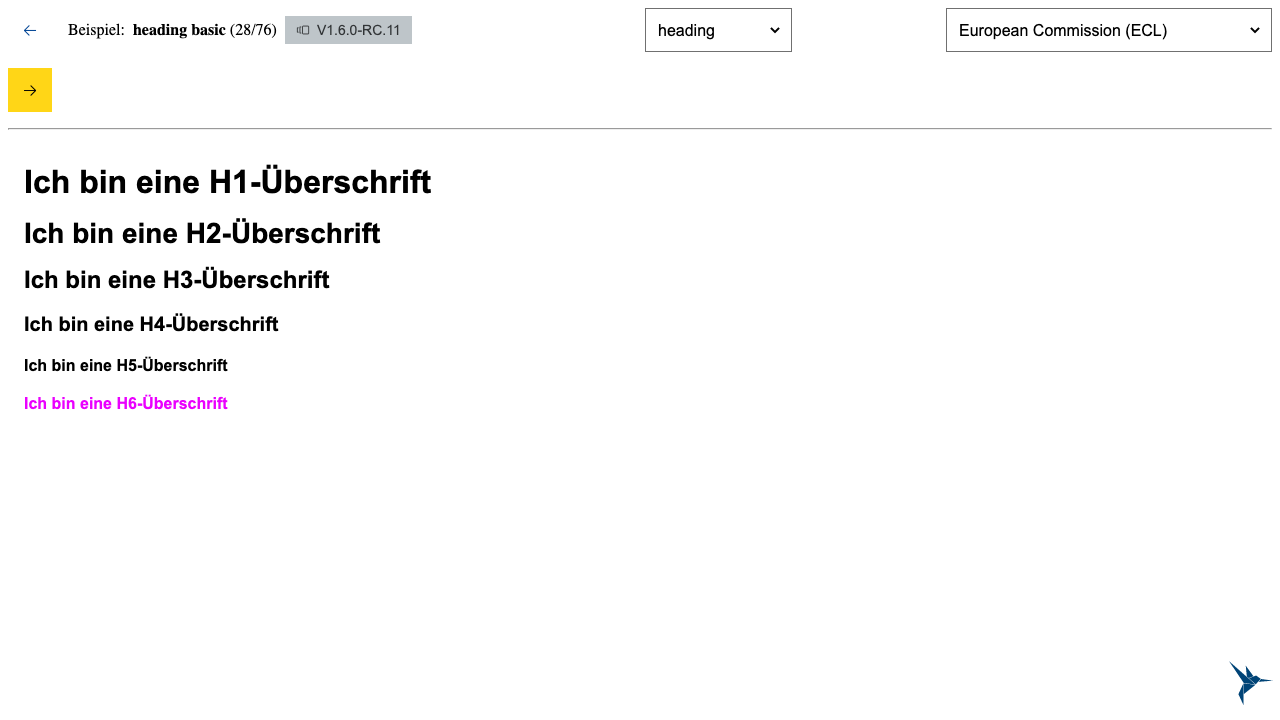 Beispiel: heading basic (28/76) V1.6.0-RC.11 heading European Commission (ECL)
Ich bin eine H1-Überschrift
Ich bin eine H2-Überschrift
Ich bin eine H3-Überschrift
Ich bin eine H4-Überschrift
Ich bin eine H5-Überschrift
Ich bin eine H6-Überschrift